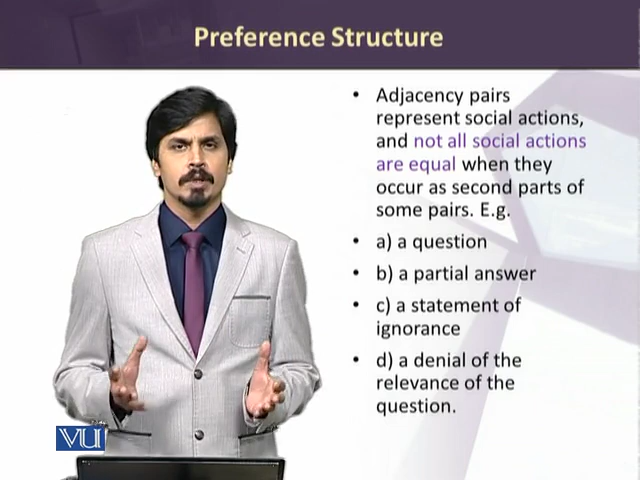 Preference Structure
• Adjacency pairs
represent social actions,
and not all social actions
are equal when they
occur as second parts of
some pairs. E.g.
• a) a question
• b) a partial answer
• c) a statement of
ignorance
• d) a denial of the
relevance of the
question.
VU